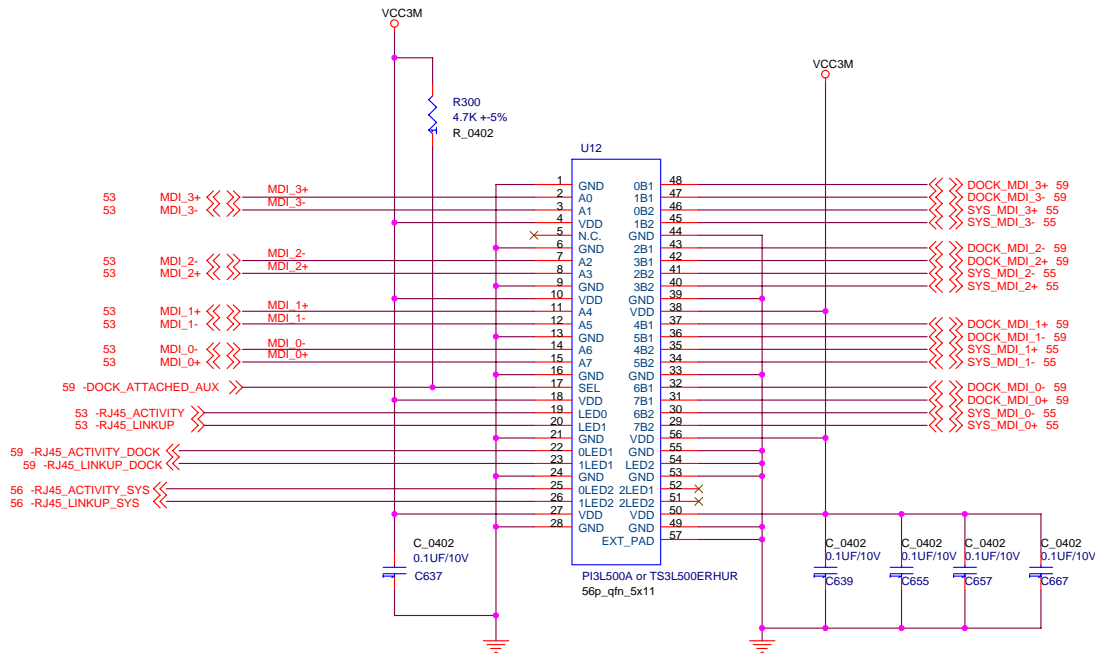 VCC3M
VCC3M
R300
4.7K +-5%
R_0402
1
U12
1 GND 0B1 48
53 MDI_3+ MDI_3+ 2 A0 1B1 47
53 MDI_3- MDI_3- 3 A1 0B2 46
4 VDD 1B2 45
5 N.C. GND 44
6 GND 2B1 43
53 MDI_2- MDI_2- 7 A2 3B1 42
53 MDI_2+ MDI_2+ 8 A3 2B2 41
9 GND 3B2 40
10 VDD GND 39
53 MDI_1+ MDI_1+ 11 A4 VDD 38
53 MDI_1- MDI_1- 12 A5 4B1 37
13 GND 5B1 36
53 MDI_0- MDI_0- 14 A6 4B2 35
53 MDI_0+ MDI_0+ 15 A7 5B2 34
16 GND GND 33
59 -DOCK_ATTACHED_AUX 17 SEL 6B1 32
18 VDD 7B1 31
53 -RJ45_ACTIVITY 19 LED0 6B2 30
53 -RJ45_LINKUP 20 LED1 7B2 29
21 GND VDD 56
59 -RJ45_ACTIVITY_DOCK 22 0LED1 GND 55
59 -RJ45_LINKUP_DOCK 23 1LED1 LED2 54
24 GND GND 53
56 -RJ45_ACTIVITY_SYS 25 0LED2 2LED1 52
56 -RJ45_LINKUP_SYS 26 1LED2 2LED2 51
27 VDD VDD 50
28 GND GND 49
EXT_PAD 57
DOCK_MDI_3+ 59
DOCK_MDI_3- 59
SYS_MDI_3+ 55
SYS_MDI_3- 55
DOCK_MDI_2- 59
DOCK_MDI_2+ 59
SYS_MDI_2- 55
SYS_MDI_2+ 55
DOCK_MDI_1+ 59
DOCK_MDI_1- 59
SYS_MDI_1+ 55
SYS_MDI_1- 55
DOCK_MDI_0- 59
DOCK_MDI_0+ 59
SYS_MDI_0- 55
SYS_MDI_0+ 55
PI3L500A or TS3L500ERHUR
56p_qfn_5x11
C_0402
0.1UF/10V
C637
C_0402
0.1UF/10V
C639
C_0402
0.1UF/10V
C655
C_0402
0.1UF/10V
C657
C_0402
0.1UF/10V
C667